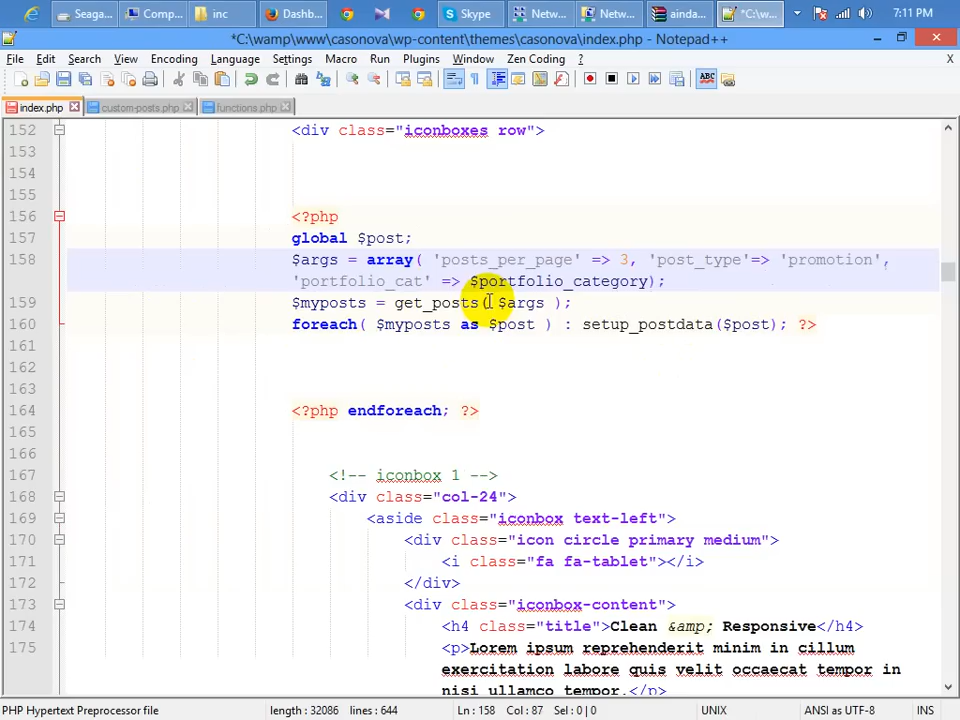 Seaga...
Comp...
inc
Dashb...
Skype
Netw...
Netw...
ainda...
*C:\w...
7:11 PM
*C:\wamp\www\casonova\wp-content\themes\casonova\index.php - Notepad++
File Edit Search View Encoding Language Settings Macro Run Plugins Window Zen Coding ? X
index.php custom-posts.php functions.php
152 <div class="iconboxes row">
153
154
155
156 <?php
157 global $post;
158 $args = array( 'posts_per_page' => 3, 'post_type'=> 'promotion',
'portfolio_cat' => $portfolio_category);
159 $myposts = get_posts( $args );
160 foreach( $myposts as $post ) : setup_postdata($post); ?>
161
162
163
164 <?php endforeach; ?>
165
166
167 <!-- iconbox 1 -->
168 <div class="col-24">
169 <aside class="iconbox text-left">
170 <div class="icon circle primary medium">
171 <i class="fa fa-tablet"></i>
172 </div>
173 <div class="iconbox-content">
174 <h4 class="title">Clean &amp; Responsive</h4>
175 <p>Lorem ipsum reprehenderit minim in cillum
exercitation labore quis velit occaecat tempor in
nisi ullamco tempor.</p>
PHP Hypertext Preprocessor file length : 32086 lines : 644 Ln : 158 Col : 87 Sel : 0 | 0 UNIX ANSI as UTF-8 INS